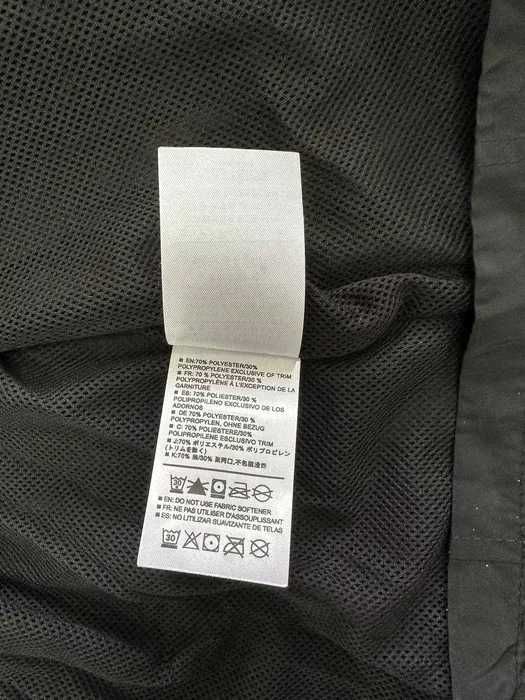 ■ EN:70% POLYESTER/30%
POLYPROPYLENE EXCLUSIVE OF TRIM
■ FR: 70 % POLYESTER/30 %
POLYPROPYLÈNE À L'EXCEPTION DE LA
GARNITURE
■ ES: 70% POLIESTER/30%
POLIPROPILENO EXCLUSIVO DE LOS
ADORNOS
■ DE 70% POLYESTER/30%
POLYPROPYLEN, OHNE BEZUG
■ C: 70% POLIESTERE/30%
POLIPROPILENE ESCLUSIVO TRIM
■ J:70% ポリエステル/30% ポリプロピレン
(トリムを除く)
■ K:70% 涤/30%
30
■ EN: DO NOT USE FABRIC SOFTENER
■ FR: NE PAS UTILISER D'ASSOUPLISSANT
■ ES: NO UTILIZAR SUAVIZANTE DE TELAS
30